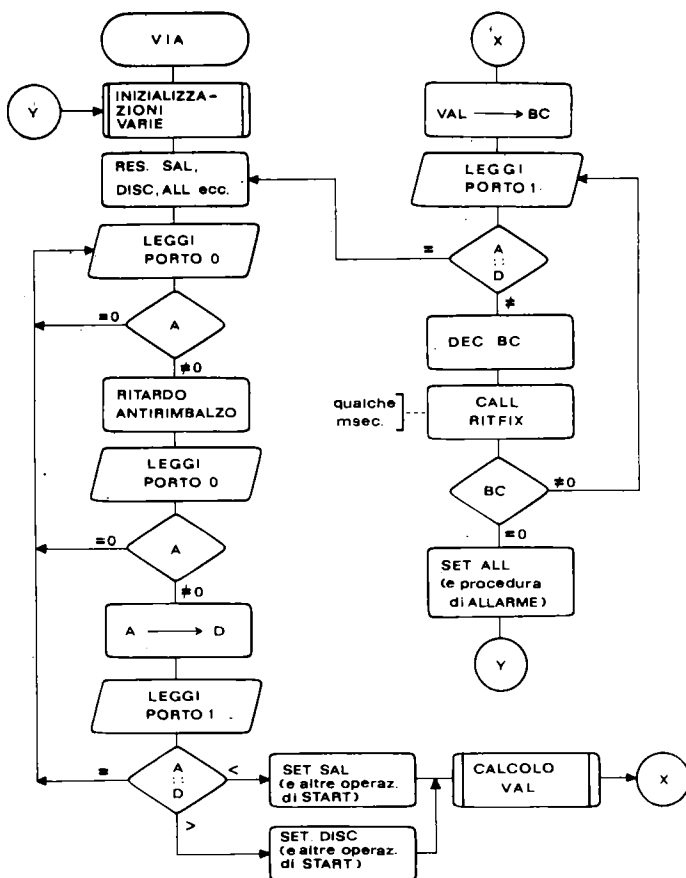 VIA
Y
INIZIALIZZA-
ZIONI
VARIE
RES. SAL,
DISC, ALL ecc.
LEGGI
PORTO 0
=0
A
≠0
RITARDO
ANTIRIMBALZO
LEGGI
PORTO 0
=0
A
≠0
A → D
LEGGI
PORTO 1
=
A
::
D
<
>
SET SAL
(e altre operaz.
di START)
SET. DISC
(e altre operaz.
di START)
CALCOLO
VAL
X
X
VAL → BC
LEGGI
PORTO 1
=
A
::
D
≠
DEC BC
qualche
msec.
CALL
RITFIX
BC
≠0
=0
SET ALL
(e procedura
di ALLARME)
Y